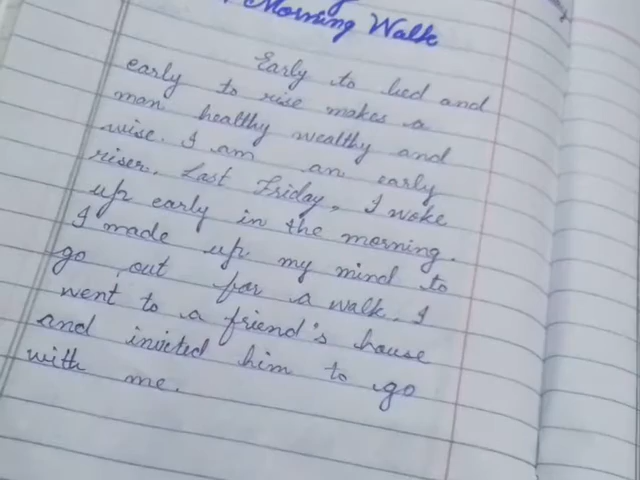 Morning Walk
Early to bed and
early to rise makes a
man healthy wealthy and
wise. I am an early
riser. Last Friday, I woke
up early in the morning.
I made up my mind to
go out for a walk. I
went to a friend's house
and invited him to go
with me.